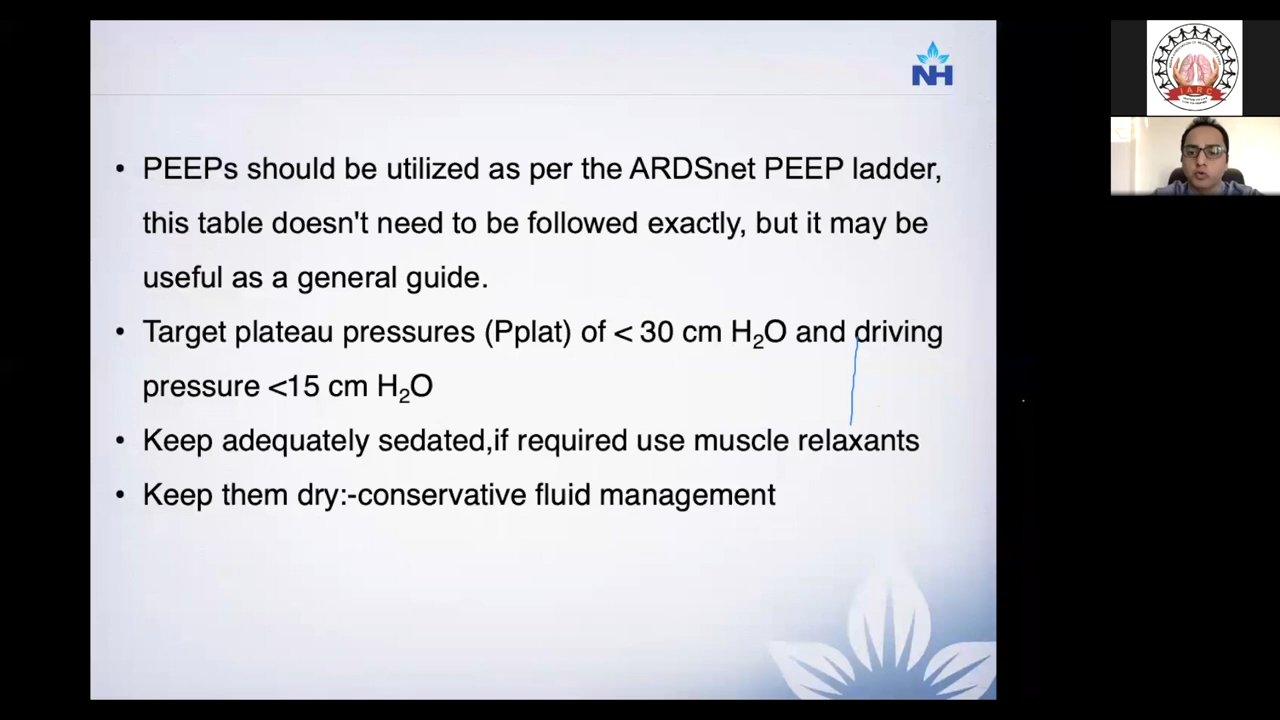 NH
• PEEPs should be utilized as per the ARDSnet PEEP ladder,
this table doesn't need to be followed exactly, but it may be
useful as a general guide.
• Target plateau pressures (Pplat) of < 30 cm H₂O and driving
pressure <15 cm H₂O
• Keep adequately sedated,if required use muscle relaxants
• Keep them dry:-conservative fluid management
IARC